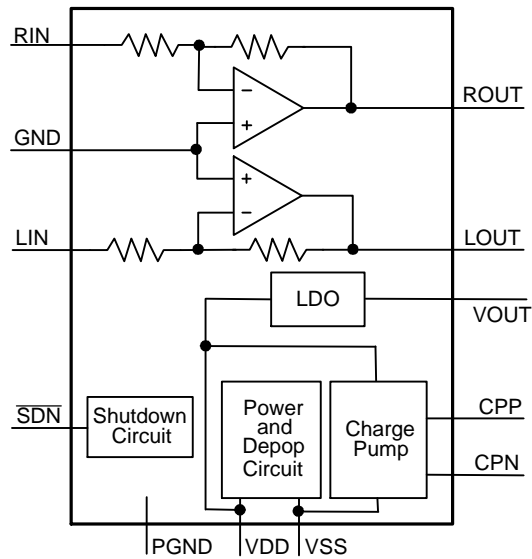 RIN
ROUT
GND
LIN
LOUT
LDO
VOUT
SDN
Shutdown
Circuit
Power
and
Depop
Circuit
Charge
Pump
CPP
CPN
PGND
VDD
VSS
−
+
+
−